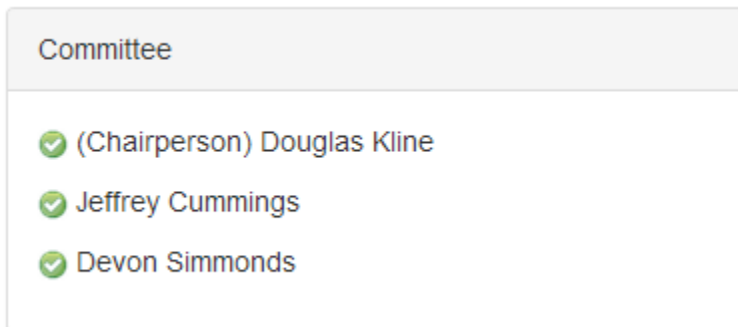 Committee
(Chairperson) Douglas Kline
Jeffrey Cummings
Devon Simmonds